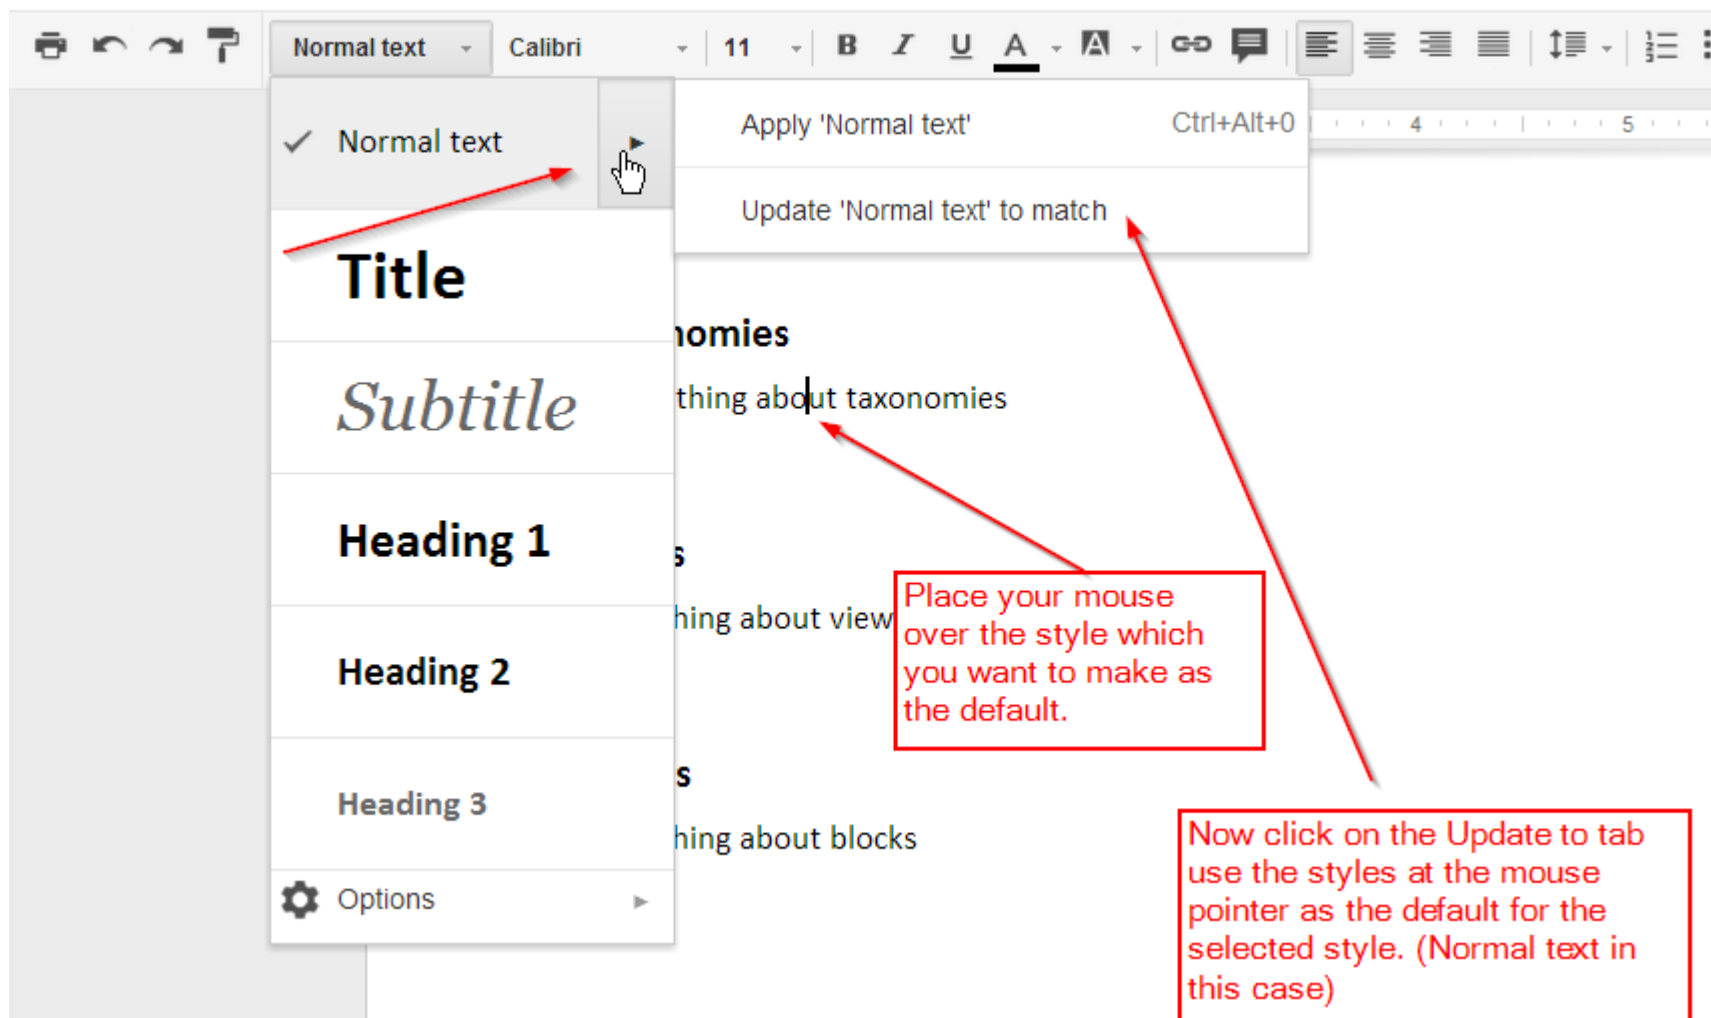 Normal text Calibri 11 B I U A A
Normal text
Apply 'Normal text' Ctrl+Alt+0
4 5
Update 'Normal text' to match
Title
nomies
Subtitle
thing about taxonomies
Heading 1
s
Place your mouse
over the style which
you want to make as
the default.
hing about view
Heading 2
s
Heading 3
hing about blocks
Now click on the Update to tab
use the styles at the mouse
pointer as the default for the
selected style. (Normal text in
this case)
Options